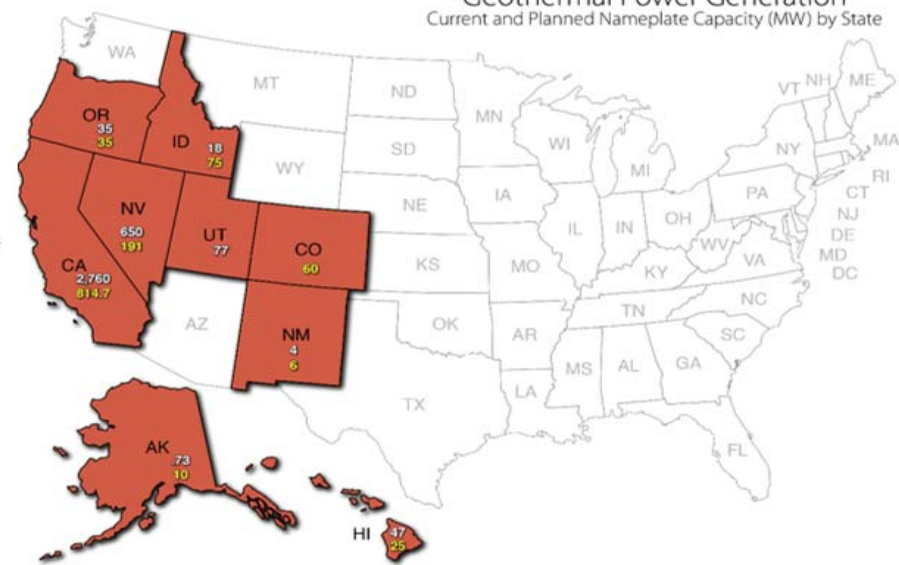 Geothermal Power Generation
Current and Planned Nameplate Capacity (MW) by State
WA
MT
ND
MN
VT
NH
ME
OR
35
35
ID
18
75
SD
WI
MI
NY
MA
WY
RI
IA
PA
CT
NV
650
191
NE
OH
NJ
UT
77
CO
60
IL
IN
DE
WV
MD
CA
2,760
814.7
KS
MO
KY
VA
DC
AZ
NM
4
6
OK
TN
NC
AR
SC
MS
AL
GA
TX
LA
AK
.73
10
FL
HI
47
25